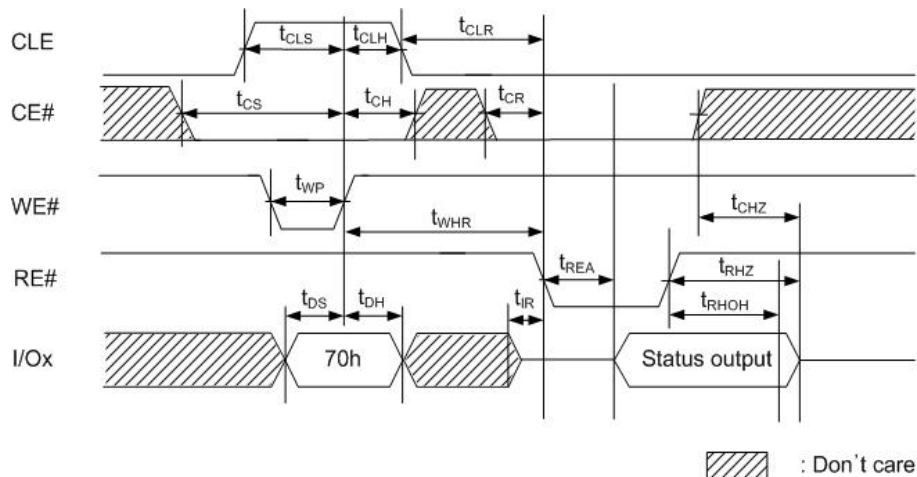 CLE
tCLS
tCLH
tCLR
CE#
tCS
tCH
tCR
WE#
tWP
tWHR
tCHZ
RE#
tREA
tRHZ
tDS
tDH
tIR
tRHOH
I/Ox
70h
Status output
: Don`t care